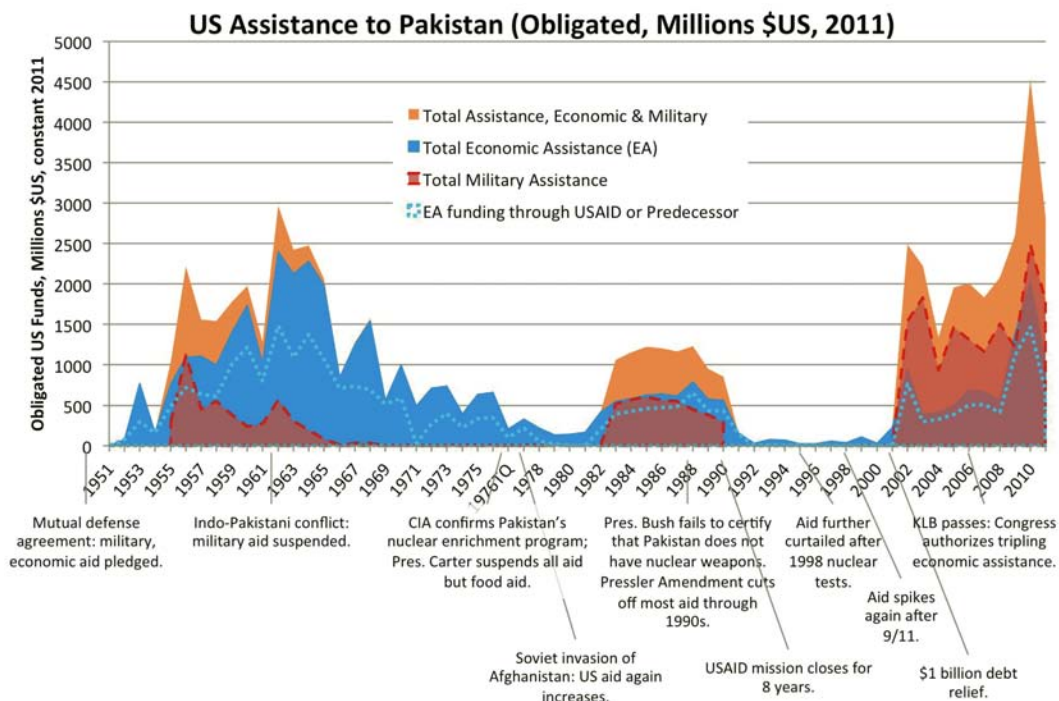 US Assistance to Pakistan (Obligated, Millions $US, 2011)
Obligated US Funds, Millions $US, constant 2011
5000
4500
4000
3500
3000
2500
2000
1500
1000
500
0
Total Assistance, Economic & Military
Total Economic Assistance (EA)
Total Military Assistance
EA funding through USAID or Predecessor
1951
1953
1955
1957
1959
1961
1963
1965
1967
1969
1971
1973
1975
1976TQ
1978
1980
1982
1984
1986
1988
1990
1992
1994
1996
1998
2000
2002
2004
2006
2008
2010
Mutual defense
agreement: military,
economic aid pledged.
Indo-Pakistani conflict:
military aid suspended.
CIA confirms Pakistan's
nuclear enrichment program;
Pres. Carter suspends all aid
but food aid.
Soviet invasion of
Afghanistan: US aid again
increases.
Pres. Bush fails to certify
that Pakistan does not
have nuclear weapons.
Pressler Amendment cuts
off most aid through
1990s.
USAID mission closes for
8 years.
Aid further
curtailed after
1998 nuclear
tests.
Aid spikes
again after
9/11.
$1 billion debt
relief.
KLB passes: Congress
authorizes tripling
economic assistance.